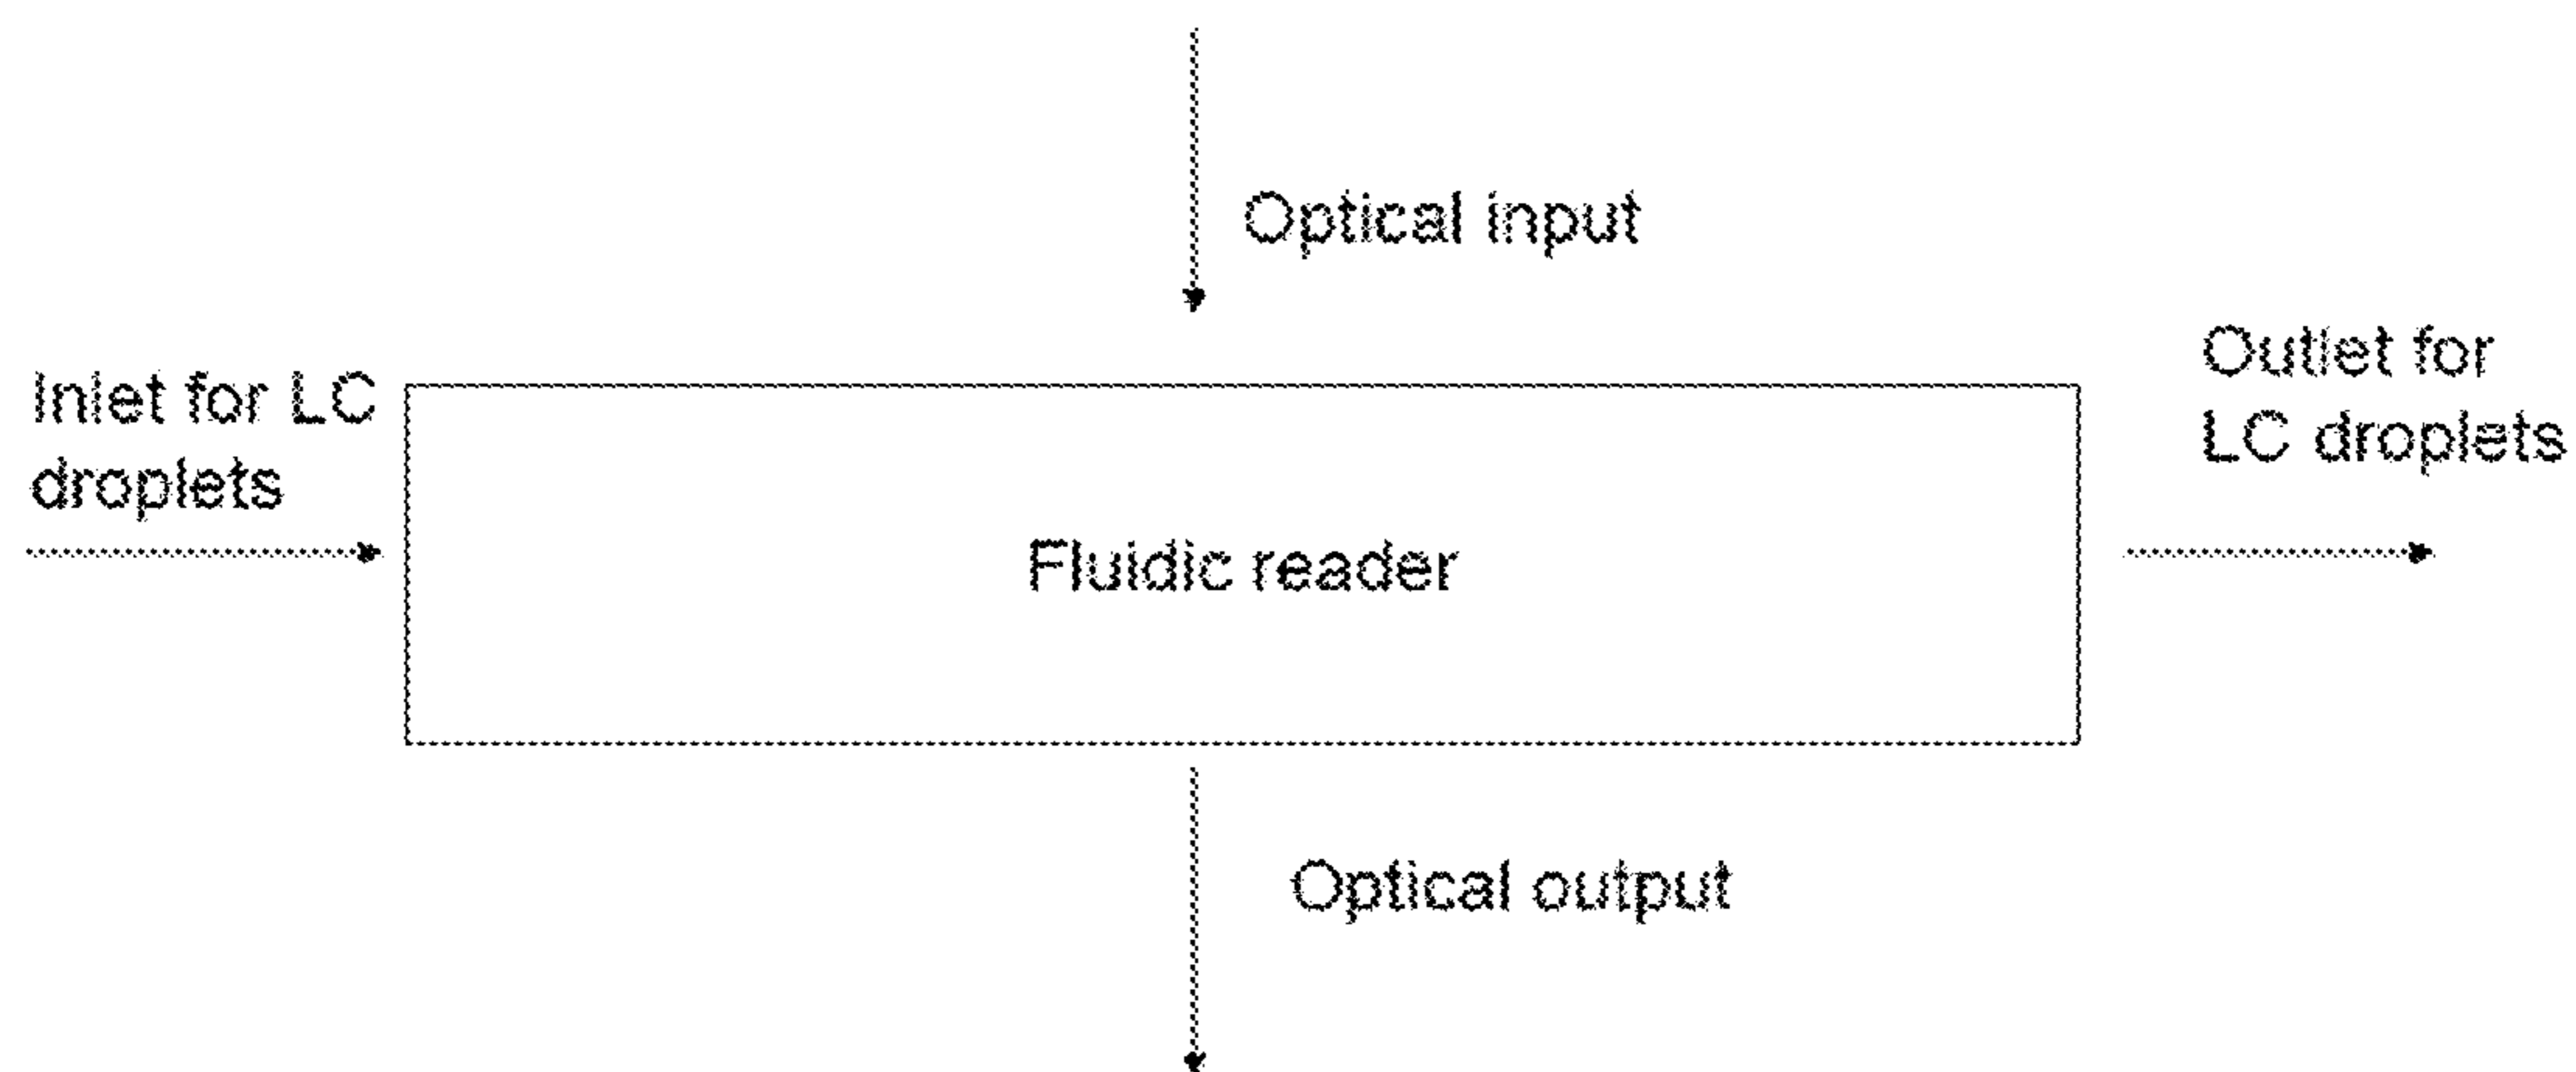 Optical input
Inlet for LC
droplets
Outlet for
LC droplets
Fluidic reader
Optical output